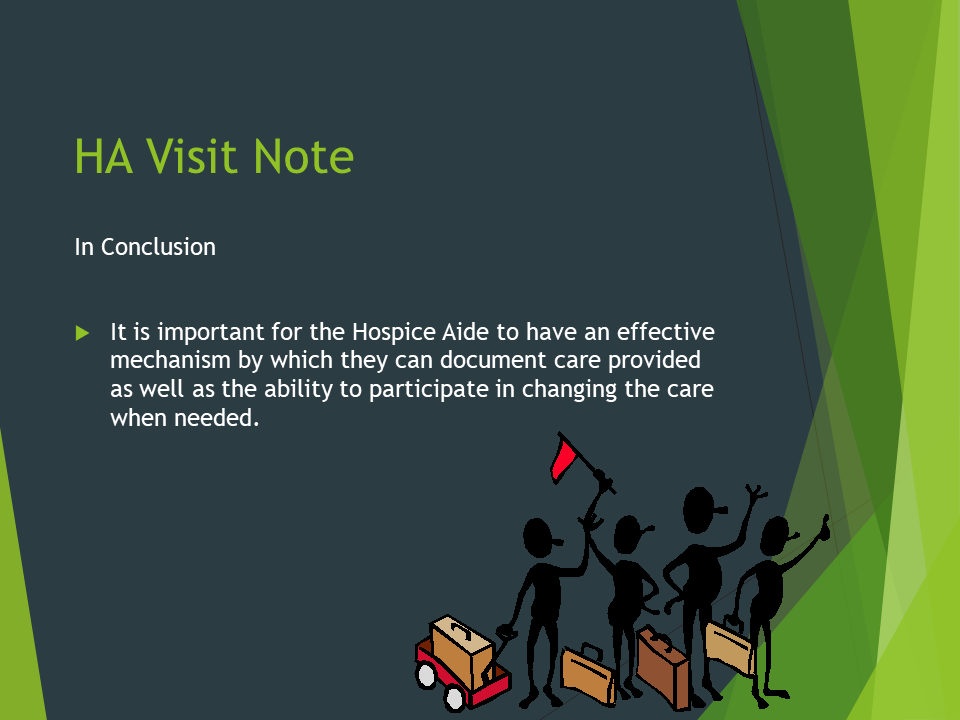 HA Visit Note
In Conclusion
It is important for the Hospice Aide to have an effective
mechanism by which they can document care provided
as well as the ability to participate in changing the care
when needed.